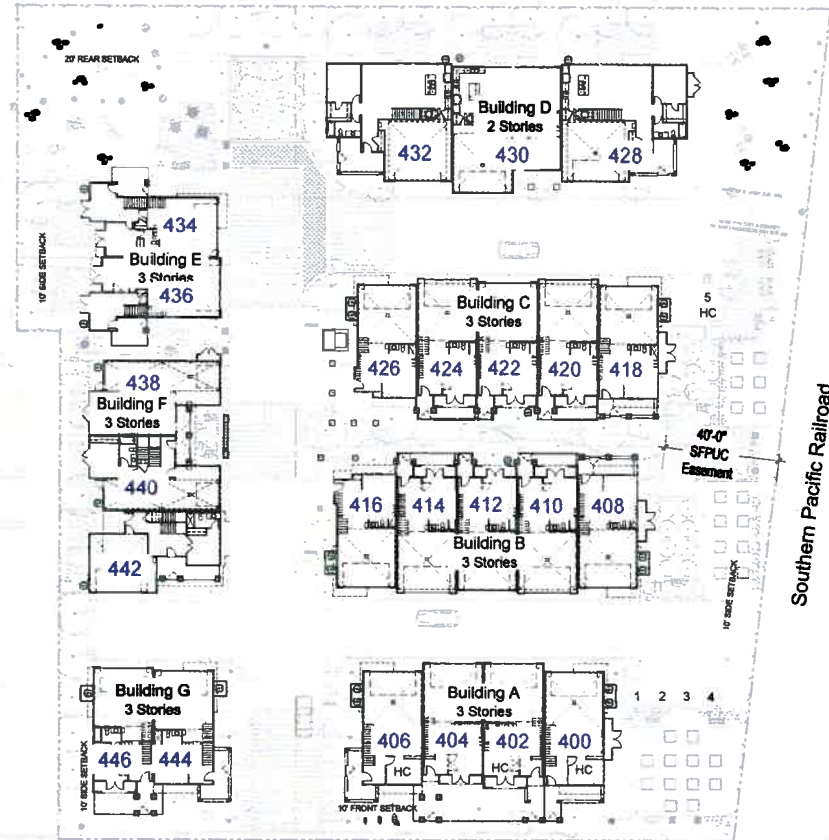 20' REAR SETBACK
Building D
2 Stories
432
430
428
434
Building E
3 Stories
436
10' SIDE SETBACK
Building C
3 Stories
5
HC
426
424
422
420
418
438
Building F
3 Stories
440
442
40'-0"
SFPUC
Easement
Southern Pacific Railroad
416
414
412
410
408
Building B
3 Stories
10' SIDE SETBACK
Building G
3 Stories
446
444
10' SIDE SETBACK
Building A
3 Stories
1 2 3 4
406
404
402
400
HC
HC
HC
10' FRONT SETBACK